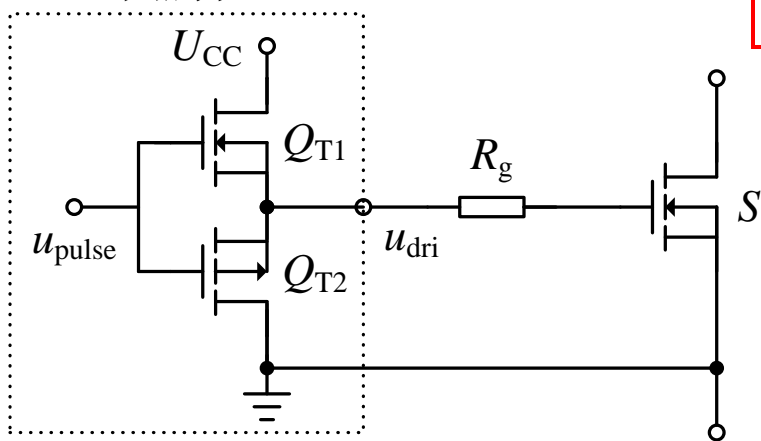 U_CC
Q_T1
R_g
S
u_pulse
u_dri
Q_T2